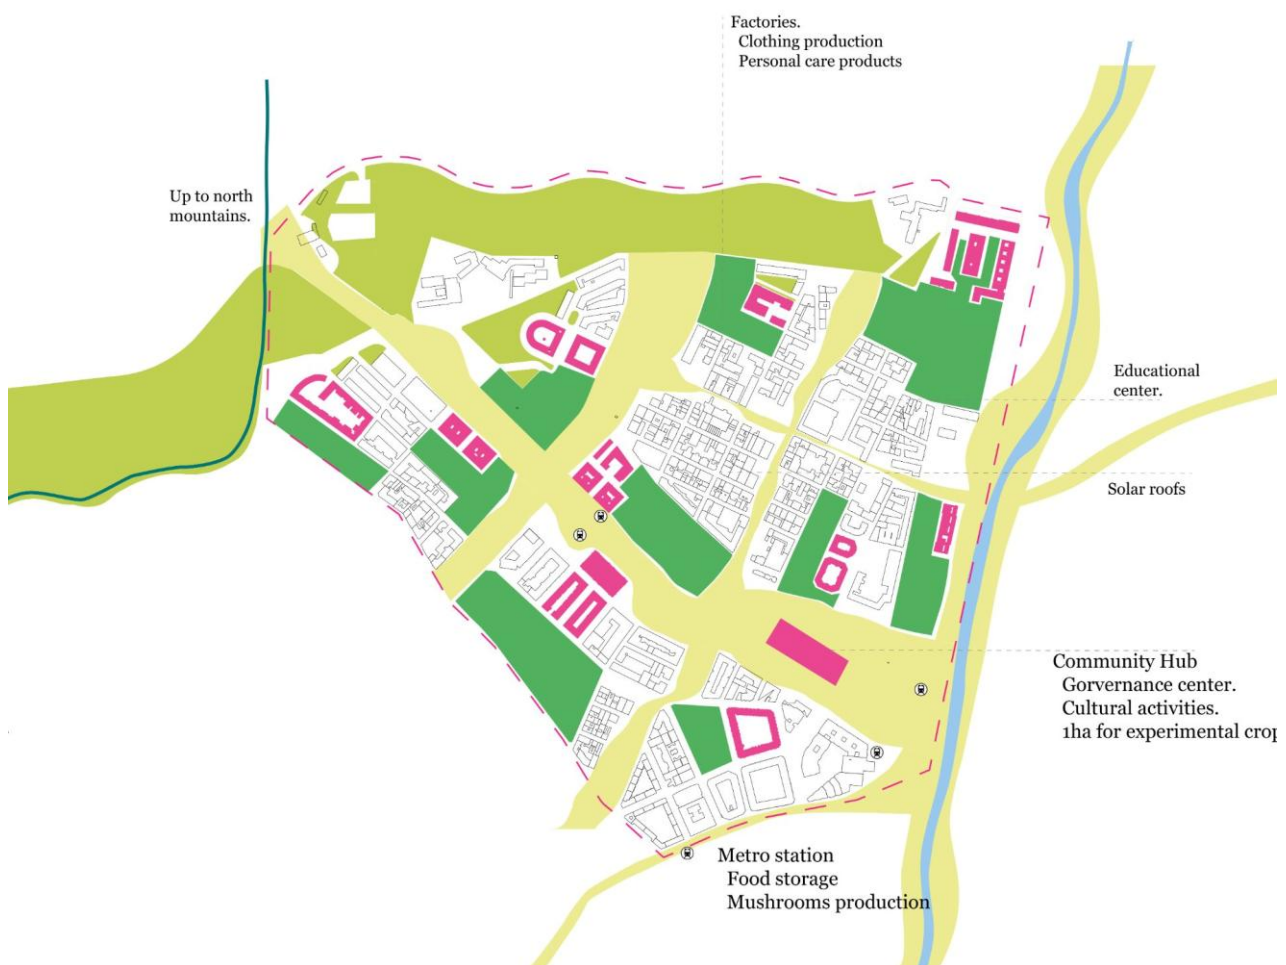 Factories.
Clothing production
Personal care products
Up to north
mountains.
Educational
center.
Solar roofs
Community Hub
Gorvernance center.
Cultural activities.
1ha for experimental crop
Metro station
Food storage
Mushrooms production